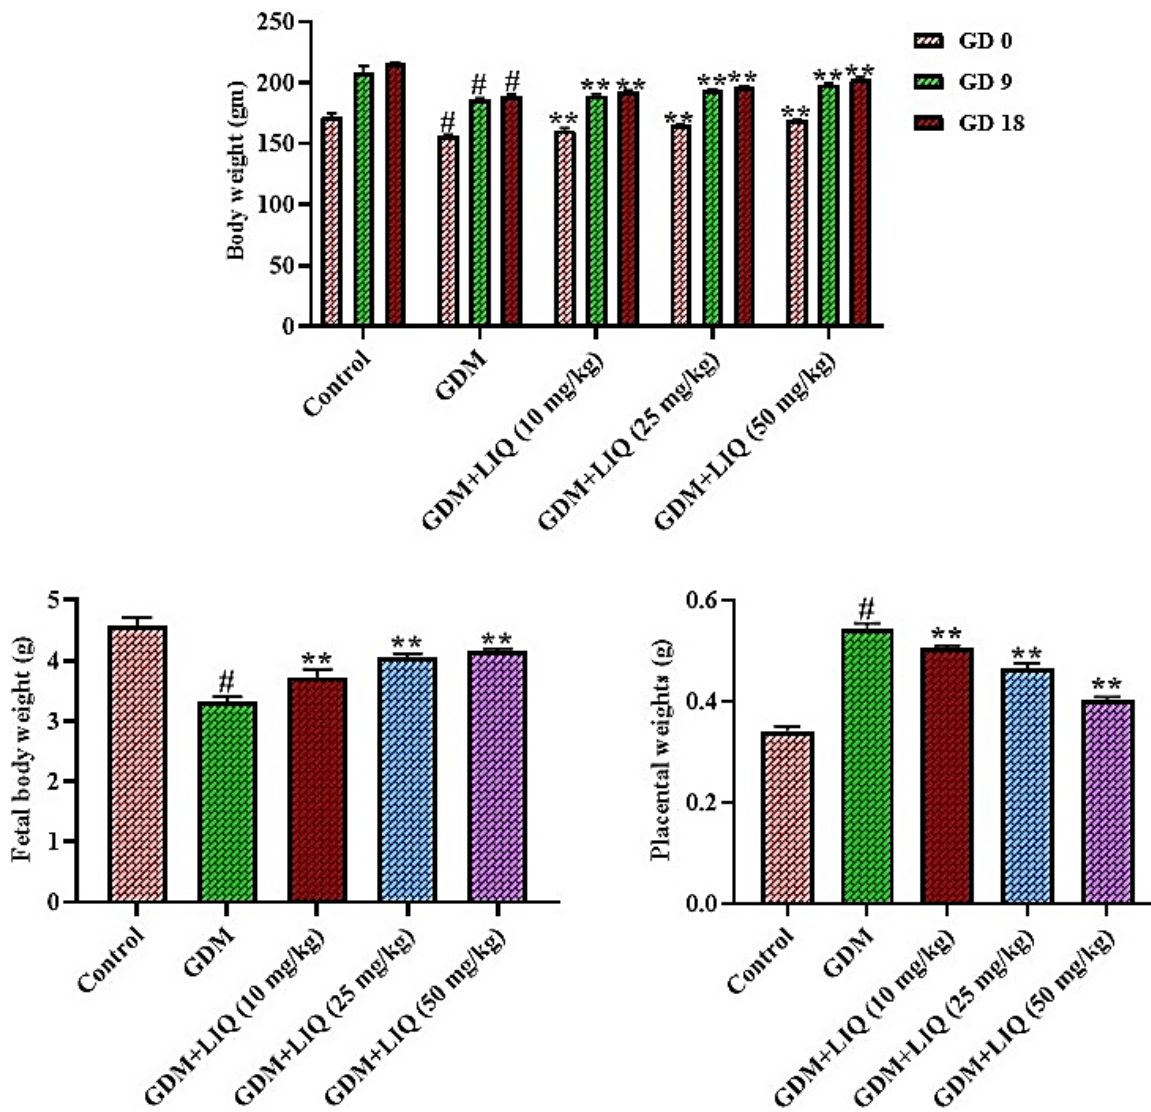 250
200
150
100
50
0
Body weight (gm)
#
#
#
**
**
**
**
**
**
**
**
**
GD 0
GD 9
GD 18
Control
GDM
GDM+LIQ (10 mg/kg)
GDM+LIQ (25 mg/kg)
GDM+LIQ (50 mg/kg)
5
4
3
2
1
0
Fetal body weight (g)
#
**
**
**
Control
GDM
GDM+LIQ (10 mg/kg)
GDM+LIQ (25 mg/kg)
GDM+LIQ (50 mg/kg)
0.6
0.4
0.2
0.0
Placental weights (g)
#
**
**
**
Control
GDM
GDM+LIQ (10 mg/kg)
GDM+LIQ (25 mg/kg)
GDM+LIQ (50 mg/kg)